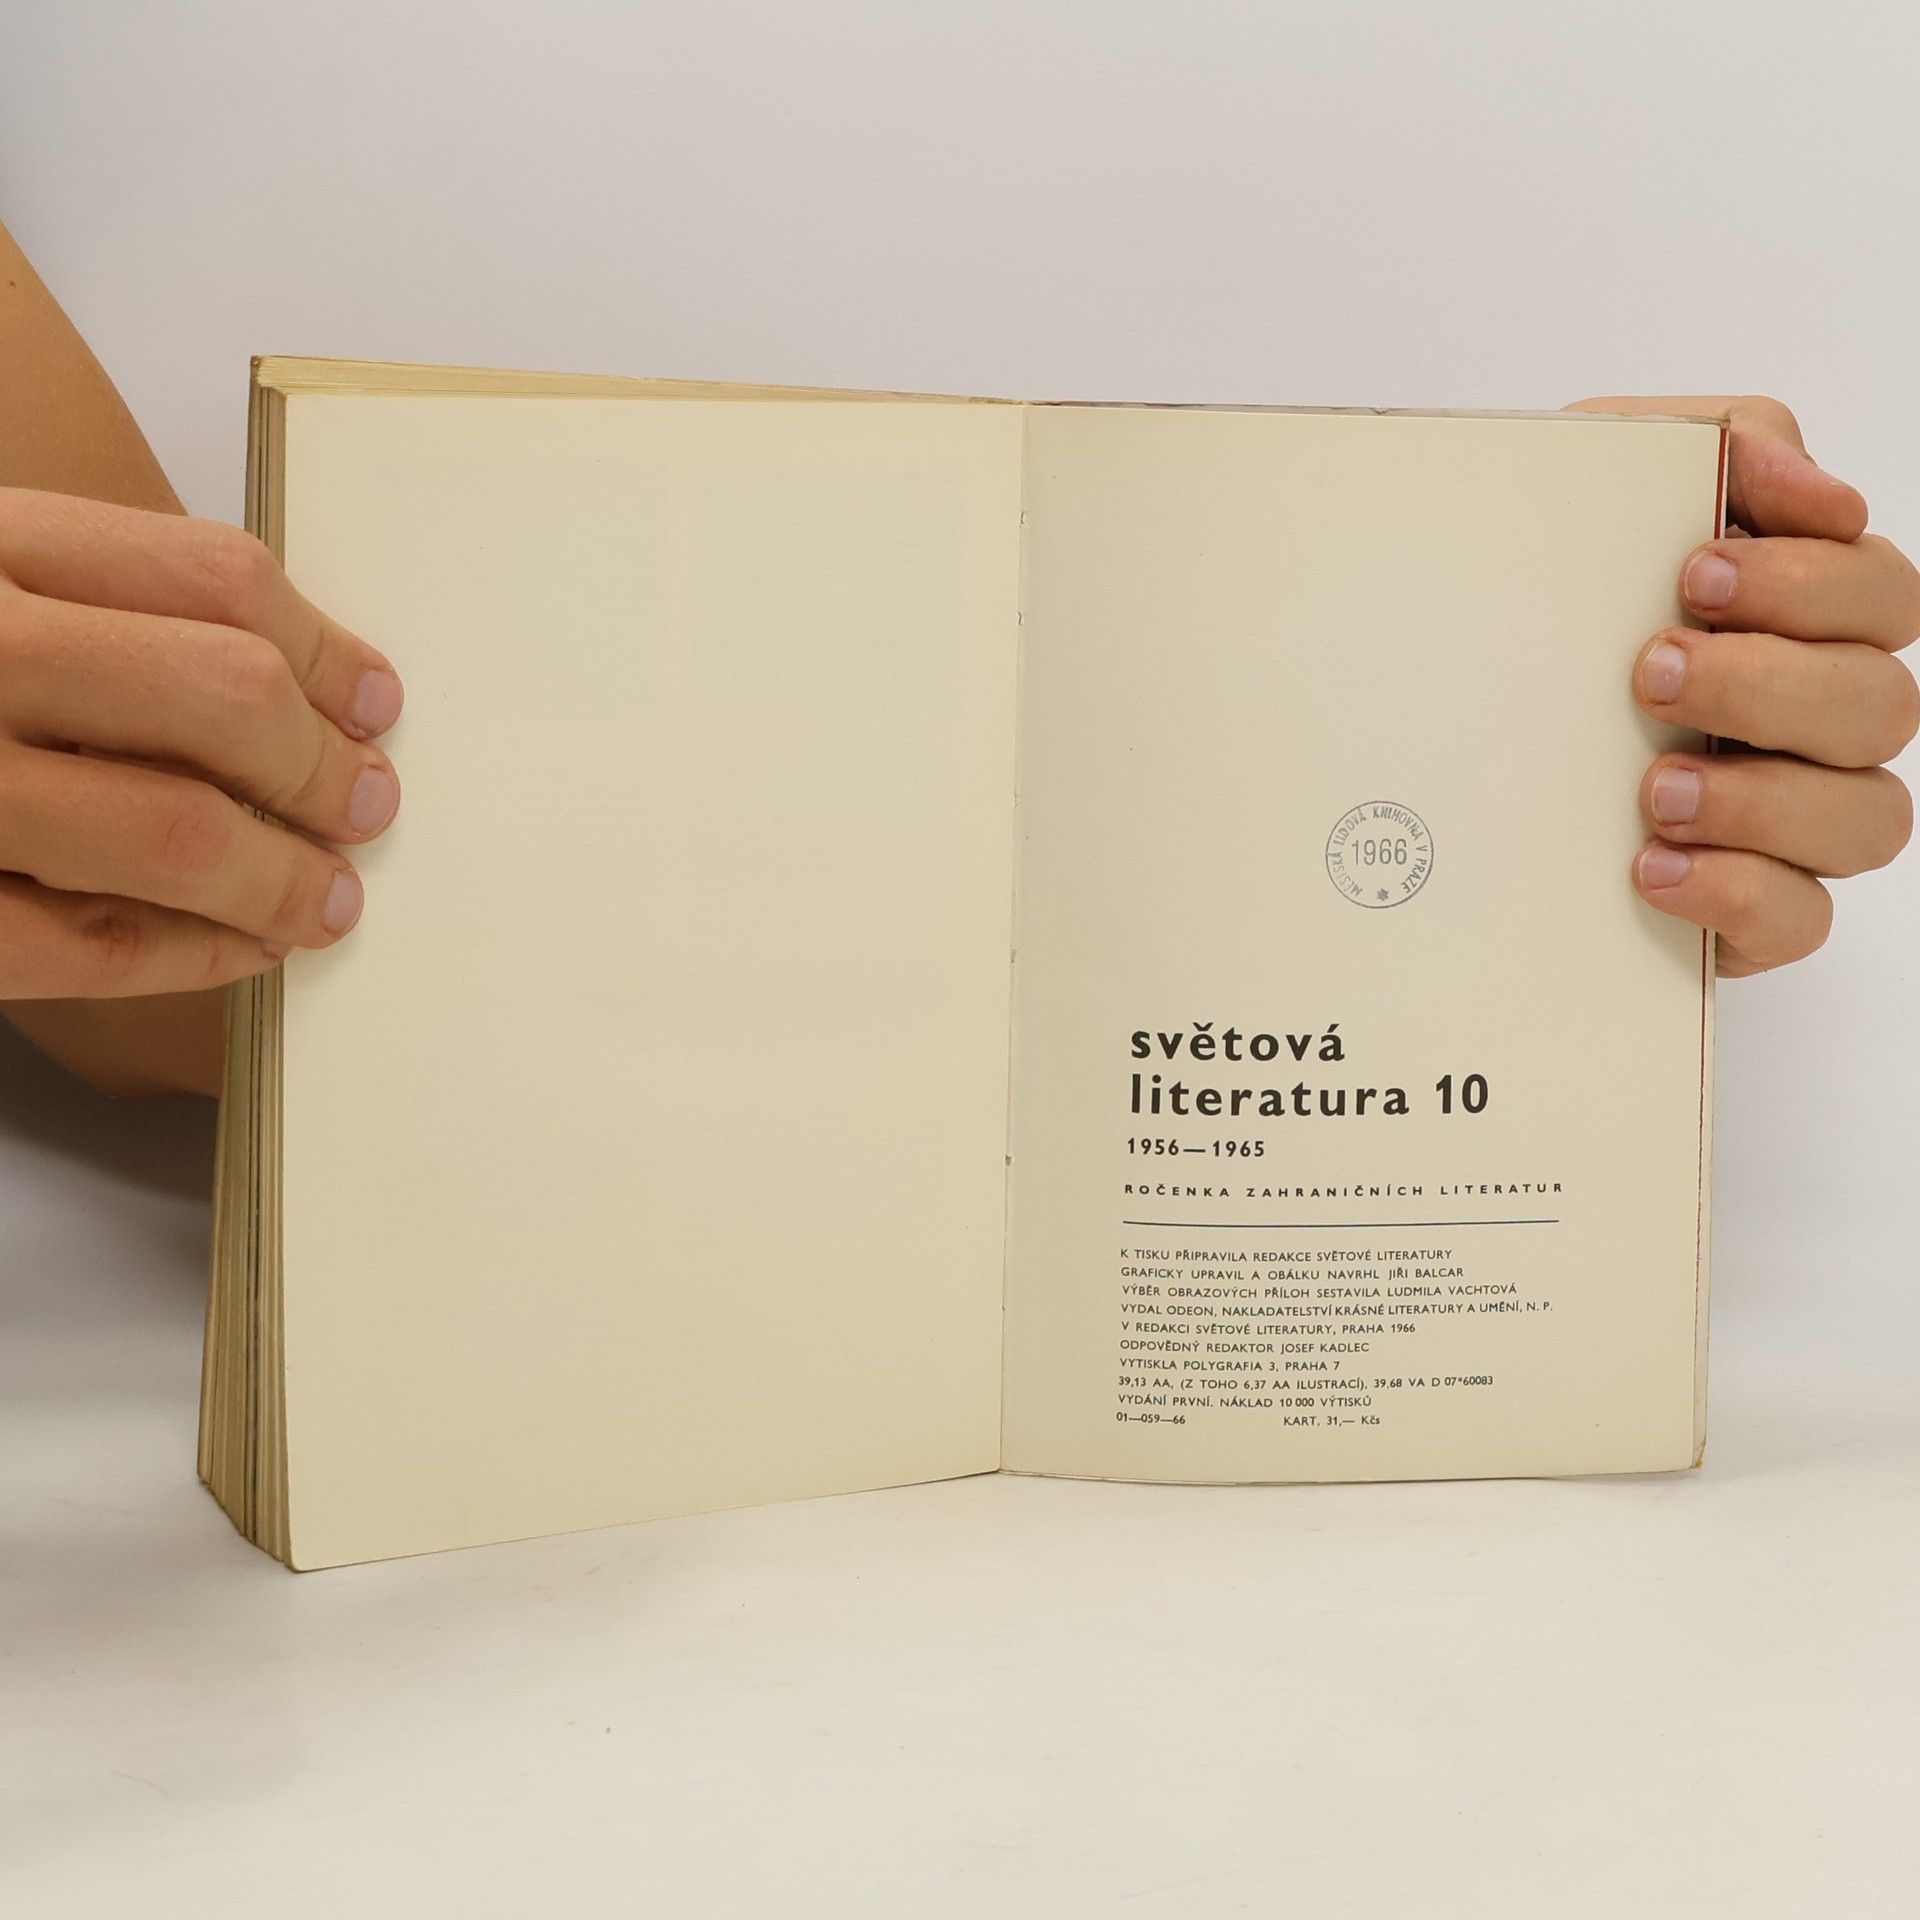 MĚSTSKÁ LIDOVÁ KNIHOVNA V PRAZE
1966
světová
literatura 10
1956—1965
ROČENKA ZAHRANIČNÍCH LITERATUR
K TISKU PŘIPRAVILA REDAKCE SVĚTOVÉ LITERATURY
GRAFICKY UPRAVIL A OBÁLKU NAVRHL JIŘI BALCAR
VÝBĚR OBRAZOVÝCH PŘÍLOH SESTAVILA LUDMILA VACHTOVÁ
VYDAL ODEON, NAKLADATELSTVÍ KRÁSNÉ LITERATURY A UMĚNÍ, N. P.
V REDAKCI SVĚTOVÉ LITERATURY, PRAHA 1966
ODPOVĚDNÝ REDAKTOR JOSEF KADLEC
VYTISKLA POLYGRAFIA 3, PRAHA 7
39,13 AA, (Z TOHO 6,37 AA ILUSTRACÍ), 39,68 VA D 07*60083
VYDÁNÍ PRVNÍ. NÁKLAD 10 000 VÝTISKŮ
01—059—66 KART. 31,— Kčs